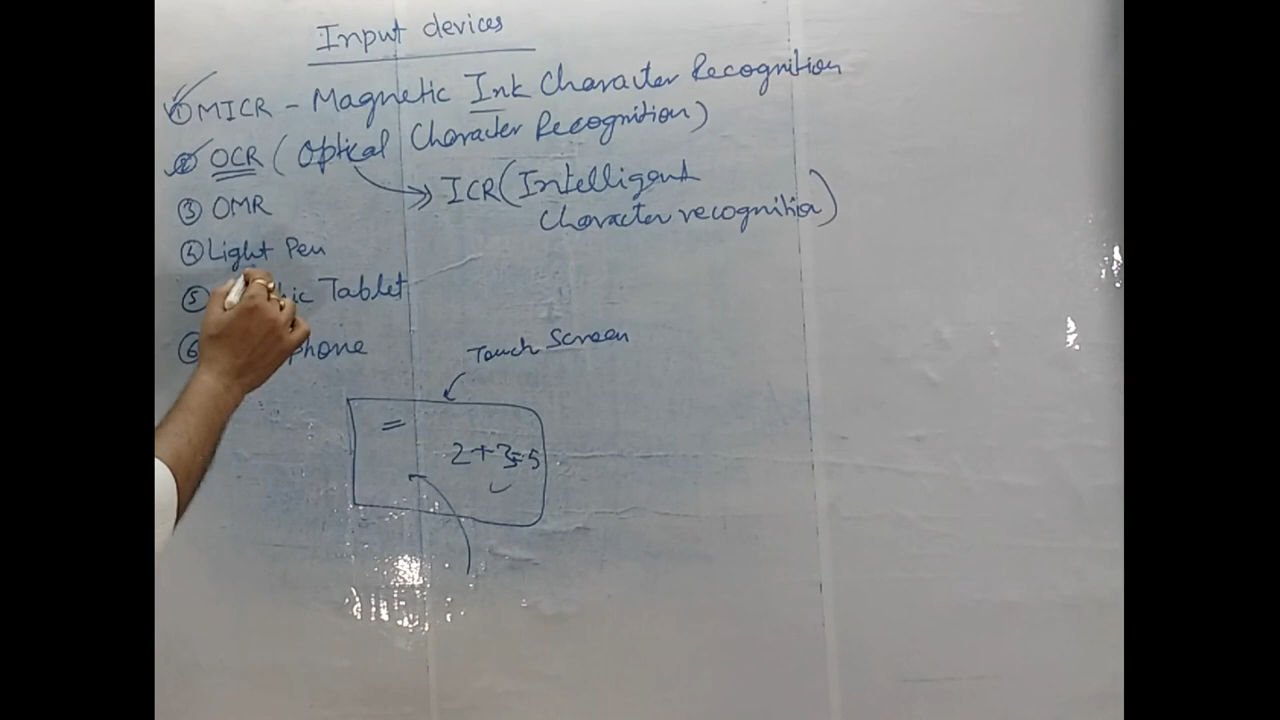 Input devices
① MICR - Magnetic Ink Character Recognition
② OCR (Optical Character Recognition)
ICR (Intelligent
character recognition)
③ OMR
④ Light Pen
⑤ Tablet
⑥
Touch Screen
=
2+3=5